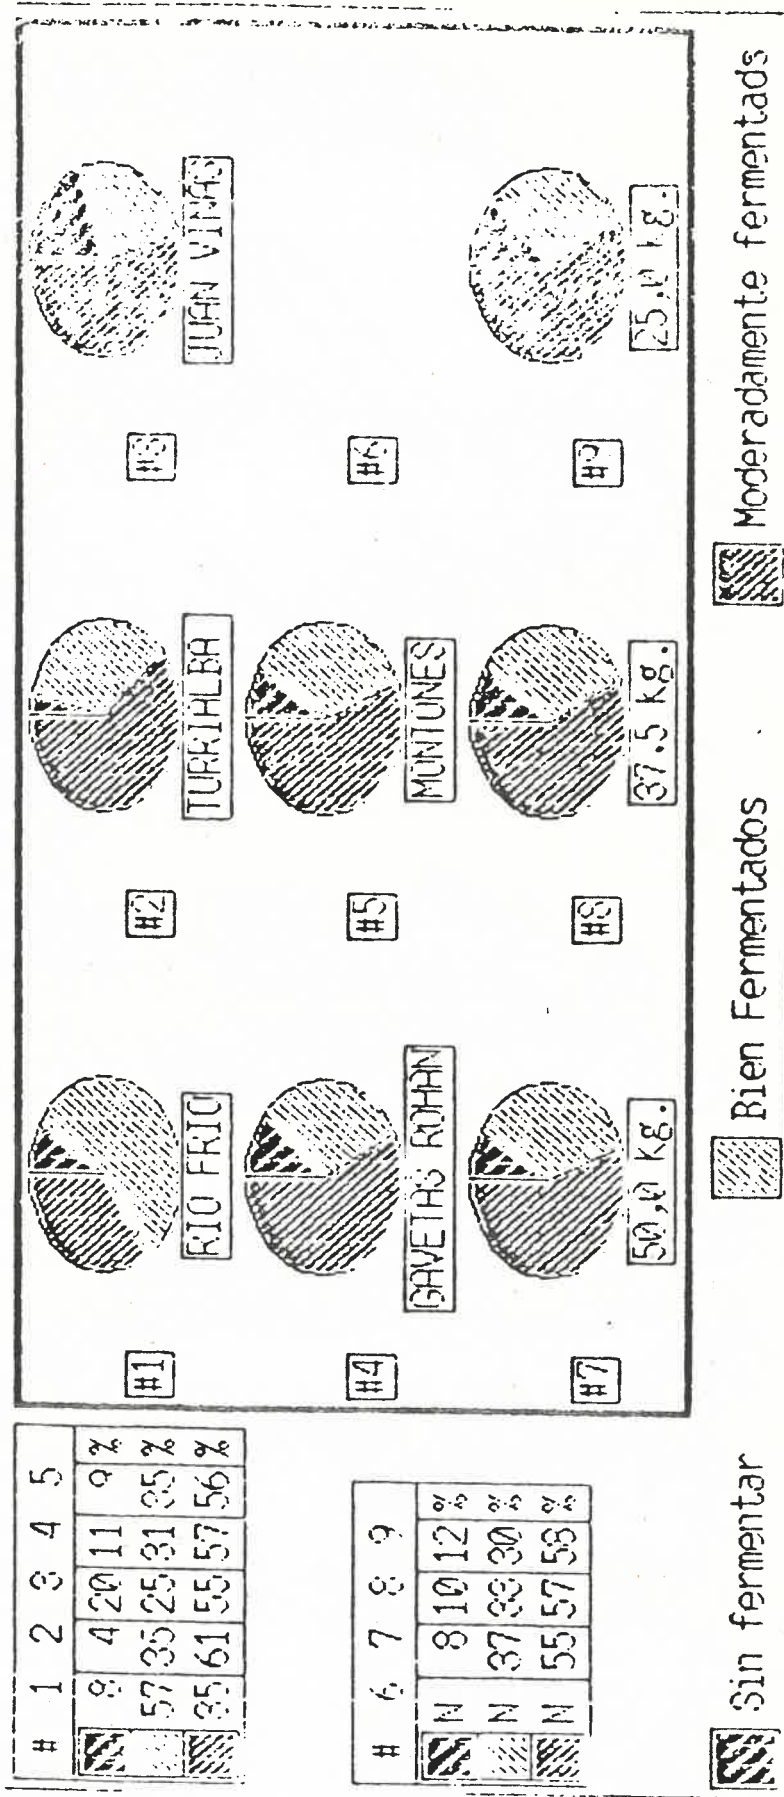 # 1 2 3 4 5
8 4 20 11 9 %
57 35 25 31 35 %
35 61 55 57 56 %
# 6 7 8 9
N 8 10 12 %
N 37 33 30 %
N 55 57 58 %
#1
RIO FRIO
#2
TURRIALBA
#3
JUAN VIÑAS
#4
GAVETAS ROHAN
#5
MONTONES
#6
#7
50,0 kg.
#8
37.5 kg.
#9
25,0 kg.
Sin fermentar
Bien Fermentados
Moderadamente fermentads